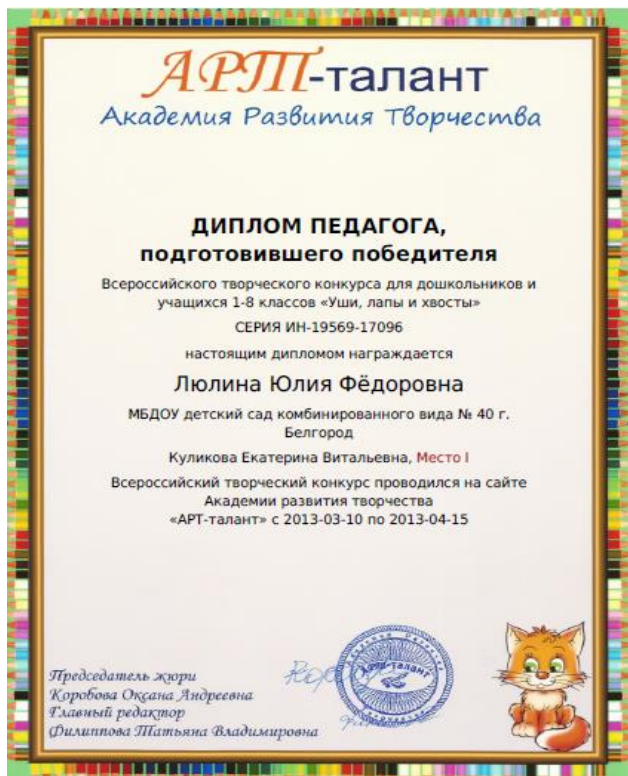 АРТ-талант
Академия Развития Творчества
ДИПЛОМ ПЕДАГОГА,
подготовившего победителя
Всероссийского творческого конкурса для дошкольников и
учащихся 1-8 классов «Уши, лапы и хвосты»
СЕРИЯ ИН-19569-17096
настоящим дипломом награждается
Люлина Юлия Фёдоровна
МБДОУ детский сад комбинированного вида № 40 г.
Белгород
Куликова Екатерина Витальевна, Место I
Всероссийский творческий конкурс проводился на сайте
Академии развития творчества
«АРТ-талант» с 2013-03-10 по 2013-04-15
Председатель жюри
Коробова Оксана Андреевна
Главный редактор
Филиппова Татьяна Владимировна
Арт-талант